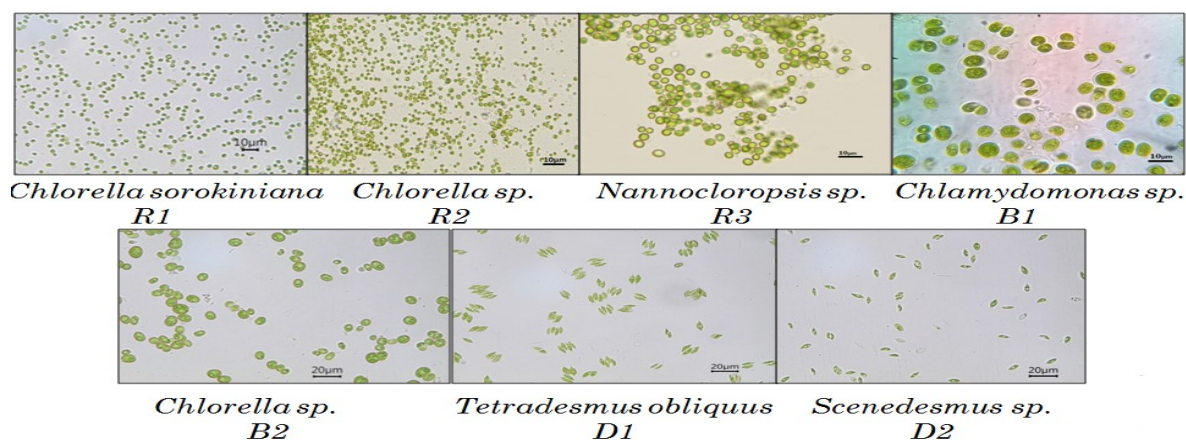 10µm
10µm
10µm
10µm
Chlorella sorokiniana
R1
Chlorella sp.
R2
Nannocloropsis sp.
R3
Chlamydomonas sp.
B1
20µm
20µm
20µm
Chlorella sp.
B2
Tetradesmus obliquus
D1
Scenedesmus sp.
D2